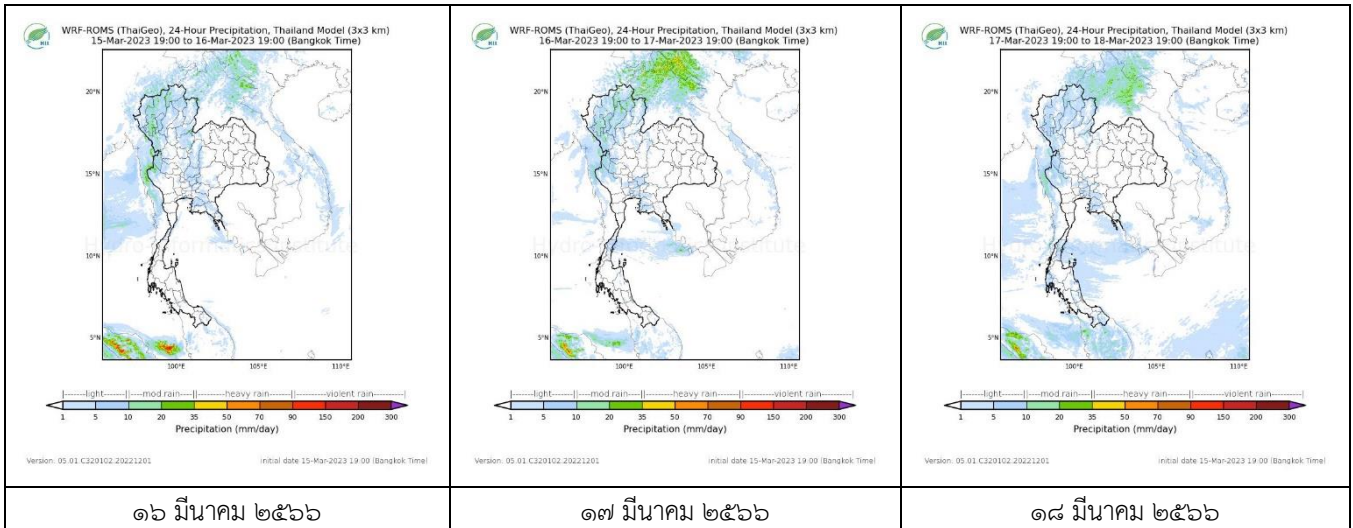 WRF-ROMS (ThaiGeo), 24-Hour Precipitation, Thailand Model (3x3 km)
15-Mar-2023 19:00 to 16-Mar-2023 19:00 (Bangkok Time)
HII
20°N
15°N
10°N
5°N
100°E
105°E
110°E
light
mod rain
heavy rain
violent rain
1 5 10 20 35 50 70 90 150 200 300
Precipitation (mm/day)
Version: 05.01.C320102.20221201
initial date 15-Mar-2023 19:00 (Bangkok Time)
๑๖ มีนาคม ๒๕๖๖
WRF-ROMS (ThaiGeo), 24-Hour Precipitation, Thailand Model (3x3 km)
16-Mar-2023 19:00 to 17-Mar-2023 19:00 (Bangkok Time)
HII
20°N
15°N
10°N
5°N
100°E
105°E
110°E
light
mod rain
heavy rain
violent rain
1 5 10 20 35 50 70 90 150 200 300
Precipitation (mm/day)
Version: 05.01.C320102.20221201
initial date 15-Mar-2023 19:00 (Bangkok Time)
๑๗ มีนาคม ๒๕๖๖
WRF-ROMS (ThaiGeo), 24-Hour Precipitation, Thailand Model (3x3 km)
17-Mar-2023 19:00 to 18-Mar-2023 19:00 (Bangkok Time)
HII
20°N
15°N
10°N
5°N
100°E
105°E
110°E
light
mod rain
heavy rain
violent rain
1 5 10 20 35 50 70 90 150 200 300
Precipitation (mm/day)
Version: 05.01.C320102.20221201
initial date 15-Mar-2023 19:00 (Bangkok Time)
๑๘ มีนาคม ๒๕๖๖